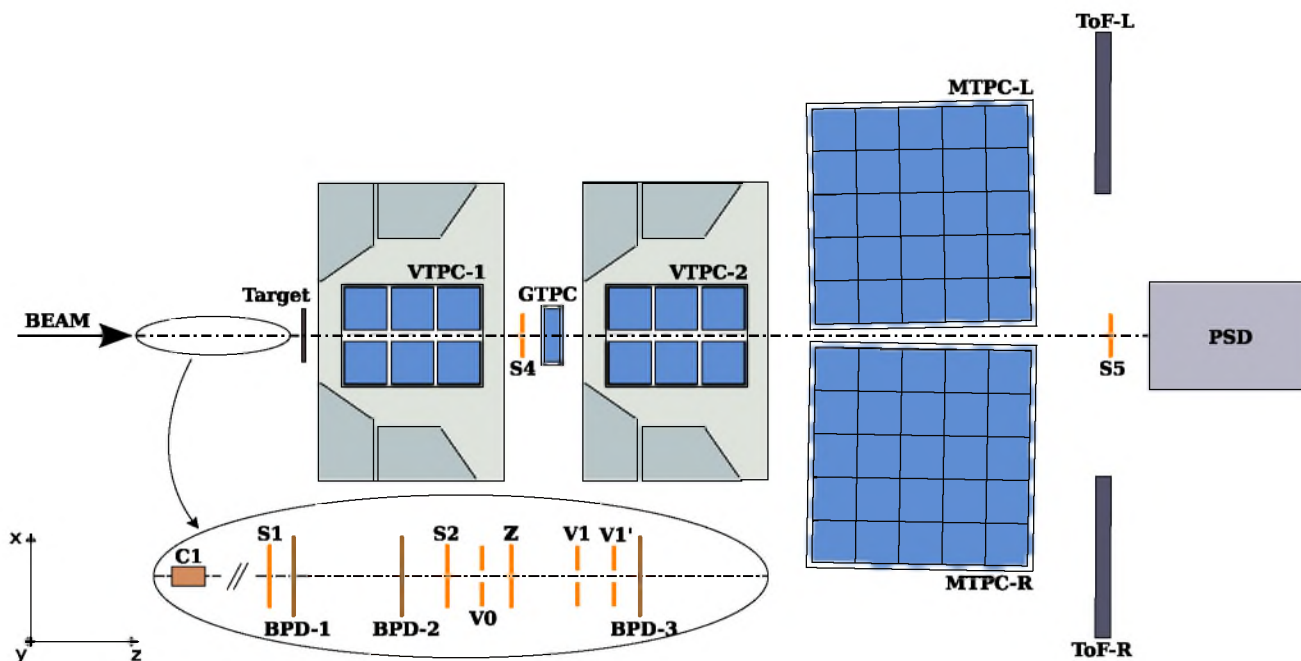 ToF-L
MTPC-L
VTPC-1
VTPC-2
Target
GTPC
BEAM
S4
S5
PSD
S1
S2
Z
V1
V1'
C1
V0
BPD-1
BPD-2
BPD-3
MTPC-R
ToF-R
x
y
z